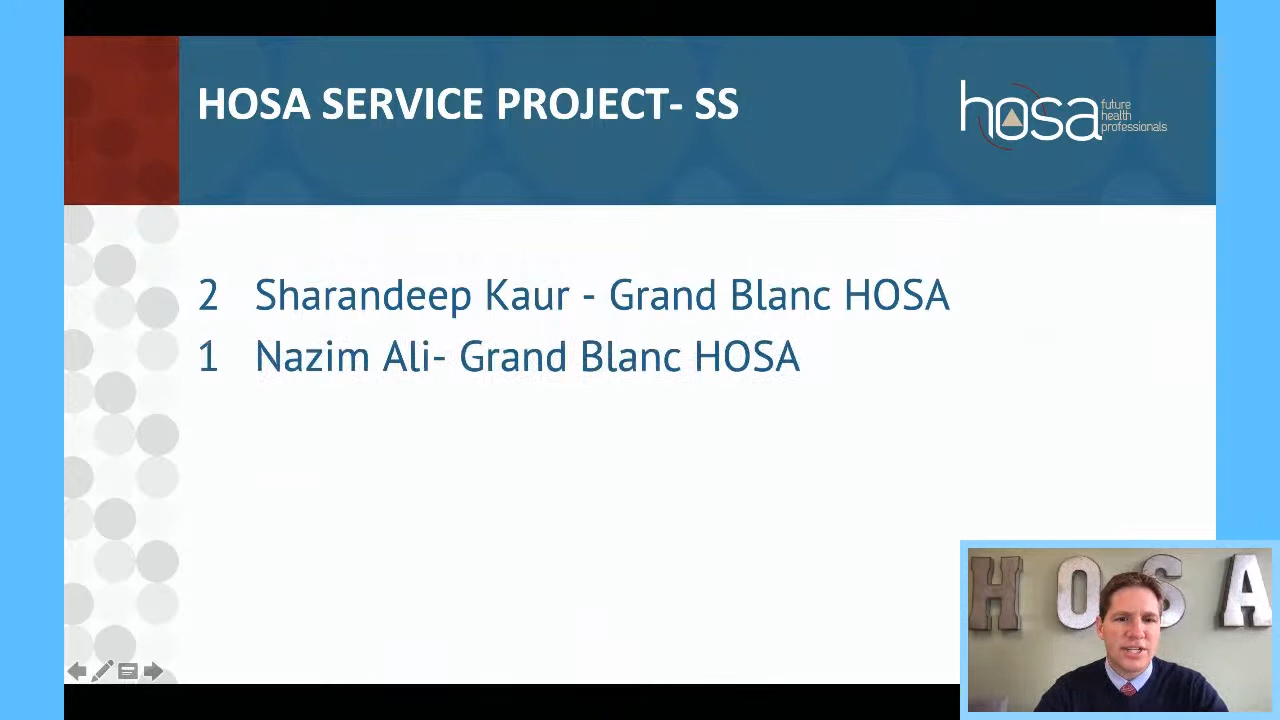 HOSA SERVICE PROJECT- SS
hosa future health professionals
2 Sharandeep Kaur - Grand Blanc HOSA
1 Nazim Ali- Grand Blanc HOSA
H O S A